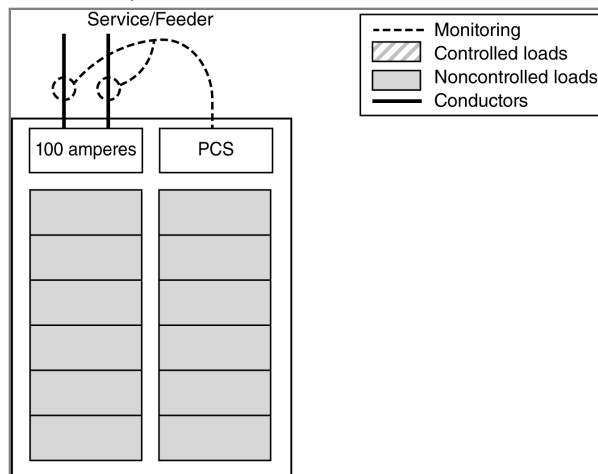 Service/Feeder
Monitoring
Controlled loads
Noncontrolled loads
Conductors
100 amperes
PCS